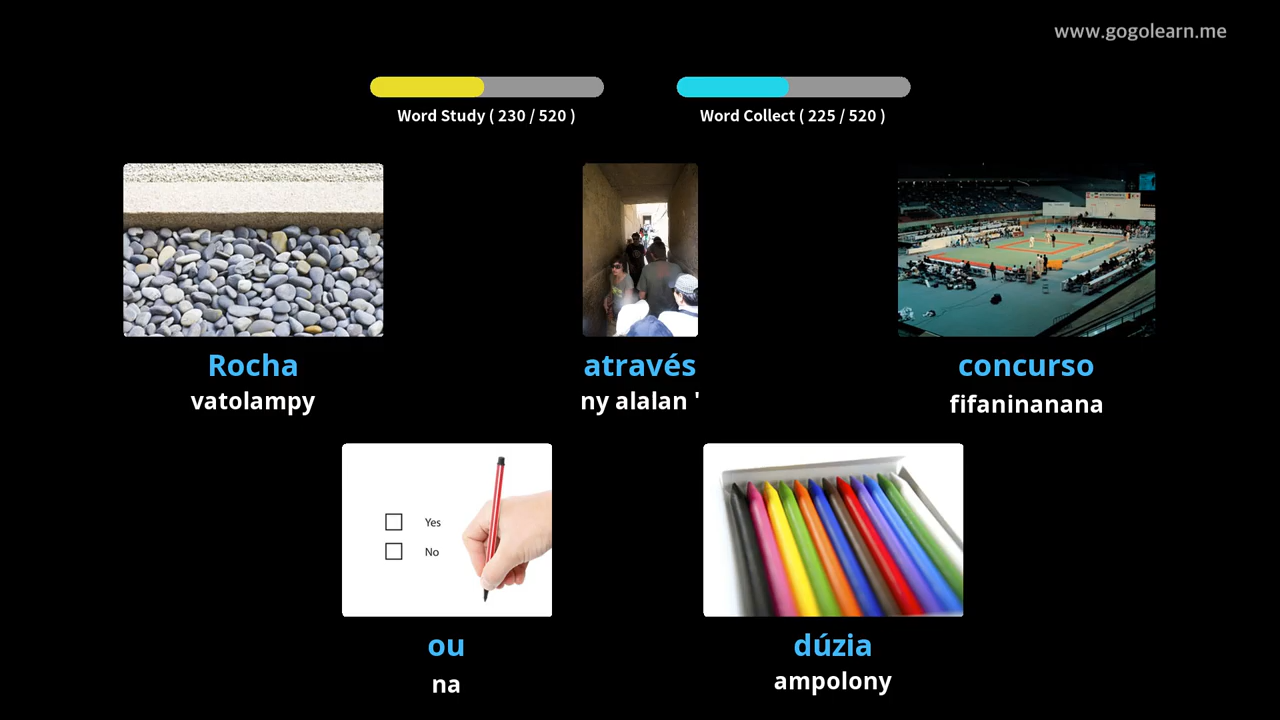 www.gogolearn.me
Word Study ( 230 / 520 )
Word Collect ( 225 / 520 )
Rocha
vatolampy
através
ny alalan '
concurso
fifaninanana
Yes
No
ou
na
dúzia
ampolony